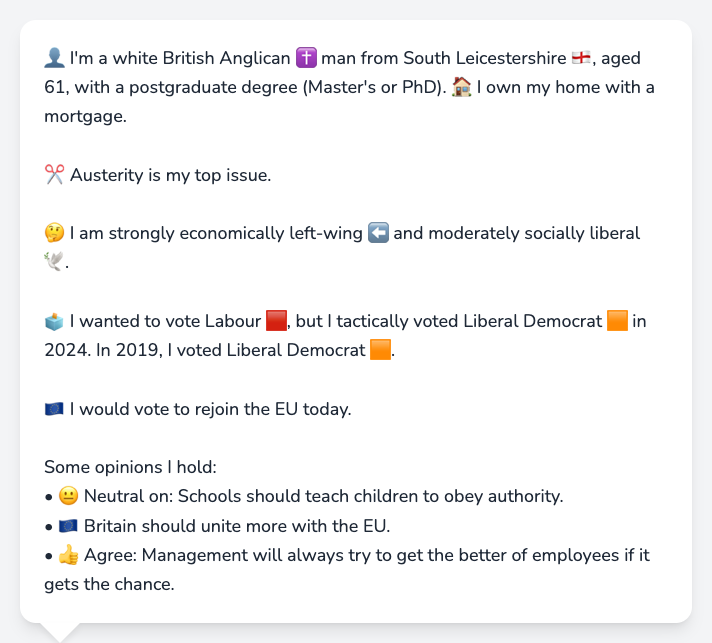 👤 I'm a white British Anglican ✝️ man from South Leicestershire 🏴󠁧󠁢󠁥󠁮󠁧󠁿, aged
61, with a postgraduate degree (Master's or PhD). 🏠 I own my home with a
mortgage.
✂️ Austerity is my top issue.
🤔 I am strongly economically left-wing ⬅️ and moderately socially liberal
🕊️.
🗳️ I wanted to vote Labour 🟥, but I tactically voted Liberal Democrat 🟧 in
2024. In 2019, I voted Liberal Democrat 🟧.
🇪🇺 I would vote to rejoin the EU today.
Some opinions I hold:
• 😐 Neutral on: Schools should teach children to obey authority.
• 🇪🇺 Britain should unite more with the EU.
• 👍 Agree: Management will always try to get the better of employees if it
gets the chance.